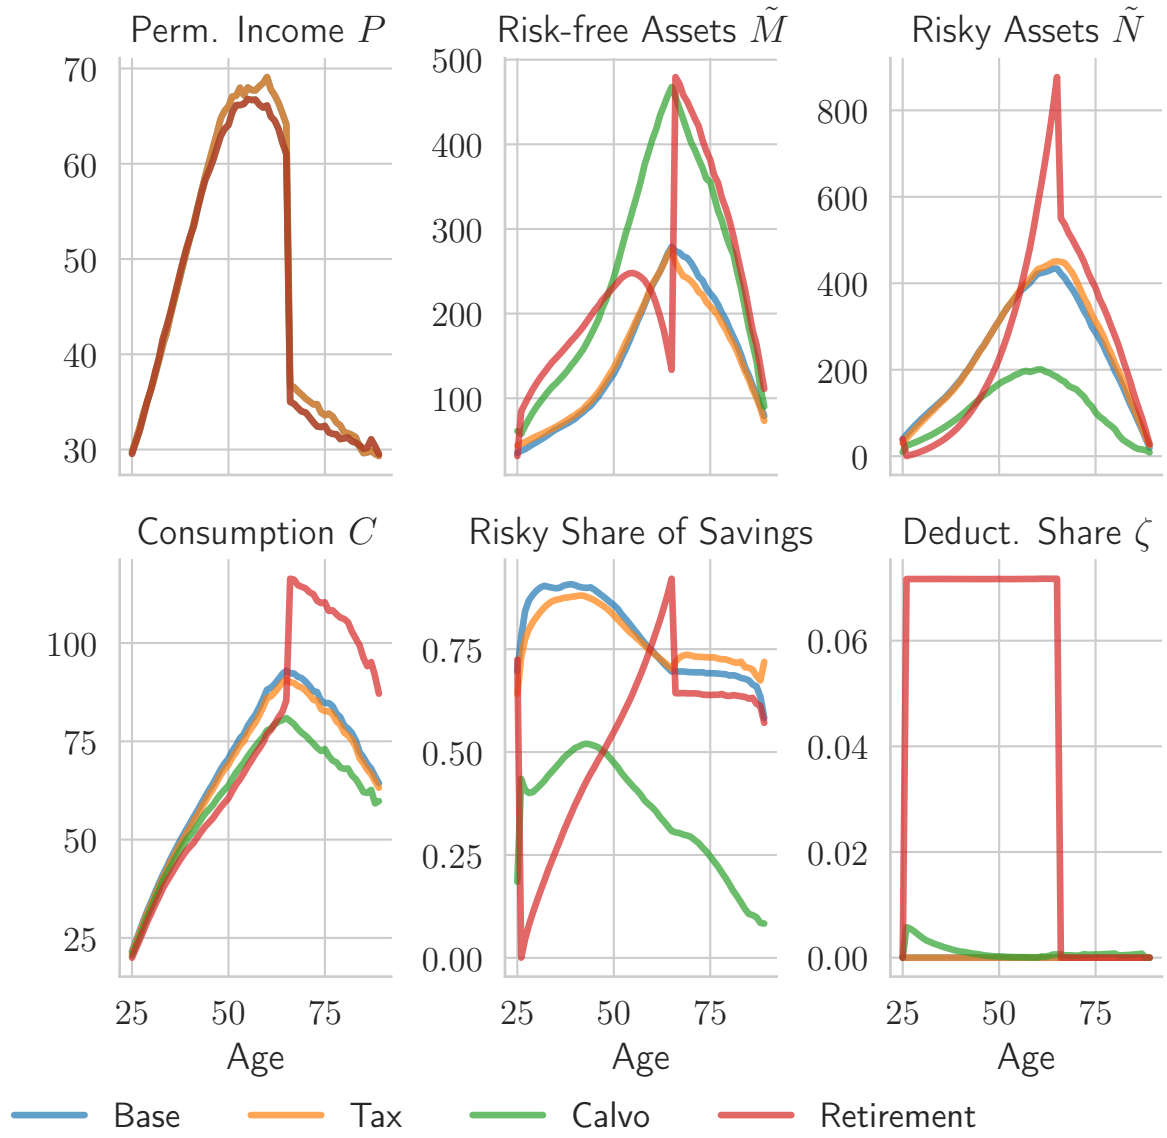 Perm. Income P
Risk-free Assets M̃
Risky Assets Ñ
70
60
50
40
30
500
400
300
200
100
800
600
400
200
0
Consumption C
Risky Share of Savings
Deduct. Share ζ
100
75
50
25
0.75
0.50
0.25
0.00
0.06
0.04
0.02
0.00
25 50 75
25 50 75
25 50 75
Age
Age
Age
Base Tax Calvo Retirement